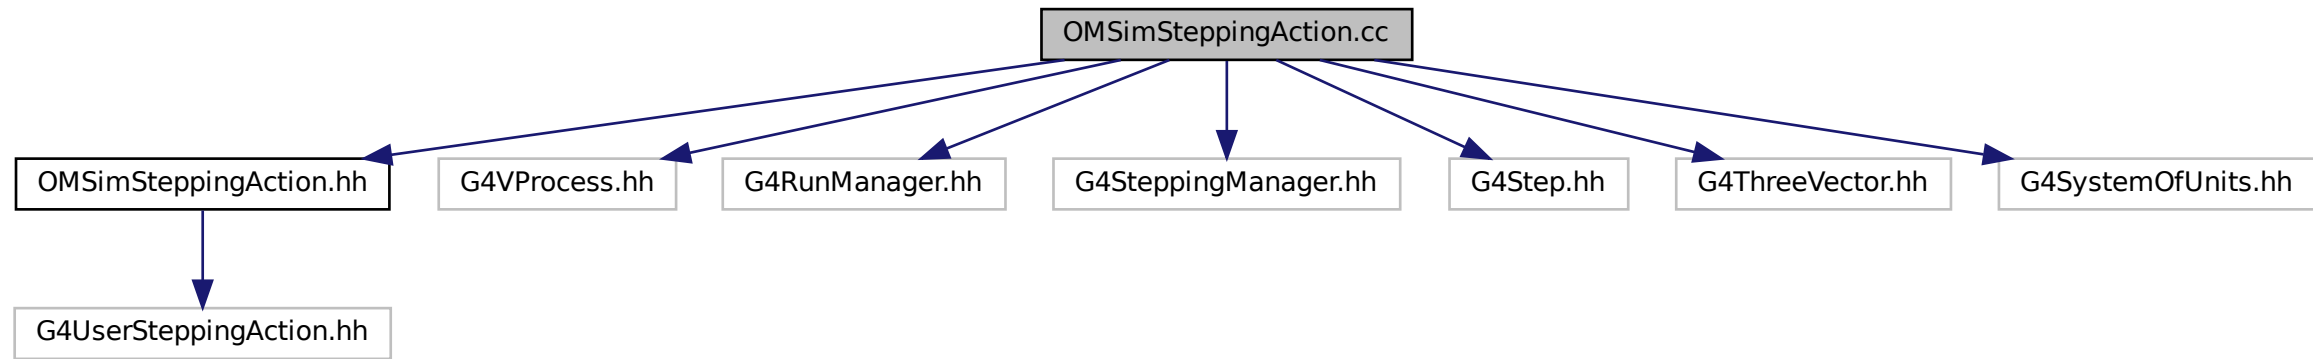 OMSimSteppingAction.cc
OMSimSteppingAction.hh
G4VProcess.hh
G4RunManager.hh
G4SteppingManager.hh
G4Step.hh
G4ThreeVector.hh
G4SystemOfUnits.hh
G4UserSteppingAction.hh